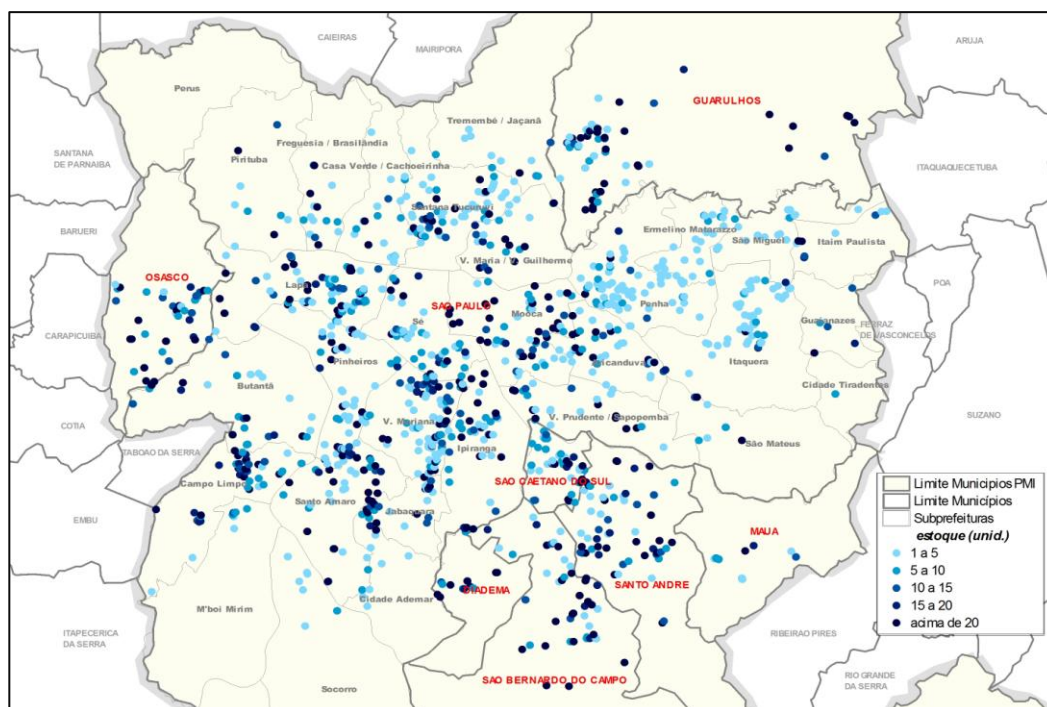 CAIEIRAS
MAIRIPORA
ARUJA
Perus
GUARULHOS
Tremembé / Jaçanã
Freguesia / Brasilândia
SANTANA
DE PARNAIBA
Pirituba
Casa Verde / Cachoeirinha
ITAQUAQUECETUBA
Santana Tucuruvi
Ermelino Matarazzo
São Miguel
Itaim Paulista
BARUERI
V. Maria / V. Guilherme
OSASCO
Lapa
POA
SAO PAULO
Penha
Sé
Mooca
Guaianazes
FERRAZ
DE VASCONCELOS
CARAPICUIBA
Pinheiros
Aricanduva
Itaquera
Butantã
Cidade Tiradentes
SUZANO
COTIA
V. Mariana
V. Prudente / Sapopemba
São Mateus
TABOAO DA SERRA
Ipiranga
Campo Limpo
SAO CAETANO DO SUL
Santo Amaro
Jabaquara
EMBU
MAUA
SANTO ANDRE
DIADEMA
Cidade Ademar
M'boi Mirim
ITAPECERICA
DA SERRA
RIBEIRAO PIRES
SAO BERNARDO DO CAMPO
Socorro
RIO GRANDE
DA SERRA
Limite Municipios PMI
Limite Municípios
Subprefeituras
estoque (unid.)
1 a 5
5 a 10
10 a 15
15 a 20
acima de 20